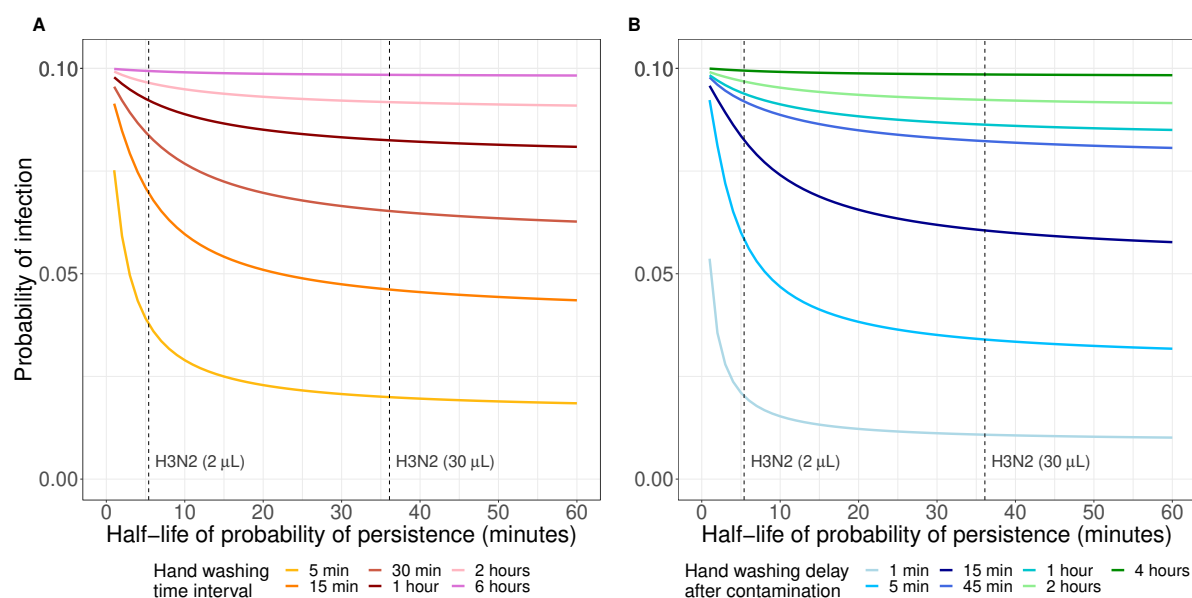 A
B
Probability of infection
0.10
0.05
0.00
H3N2 (2 μL)
H3N2 (30 μL)
0 10 20 30 40 50 60
Half−life of probability of persistence (minutes)
Hand washing time interval
5 min 30 min 2 hours
15 min 1 hour 6 hours
0.10
0.05
0.00
H3N2 (2 μL)
H3N2 (30 μL)
0 10 20 30 40 50 60
Half−life of probability of persistence (minutes)
Hand washing delay after contamination
1 min 15 min 1 hour 4 hours
5 min 45 min 2 hours